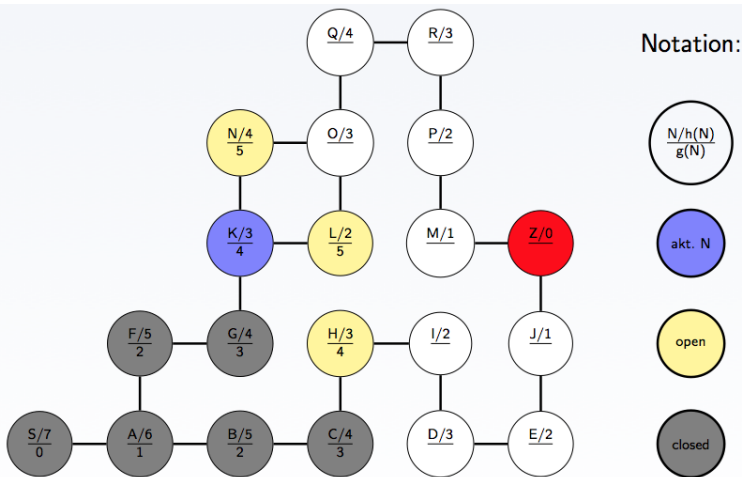 Q/4
R/3
Notation:
N/4
5
O/3
P/2
N/h(N)
g(N)
K/3
4
L/2
5
M/1
Z/0
akt. N
F/5
2
G/4
3
H/3
4
I/2
J/1
open
S/7
0
A/6
1
B/5
2
C/4
3
D/3
E/2
closed